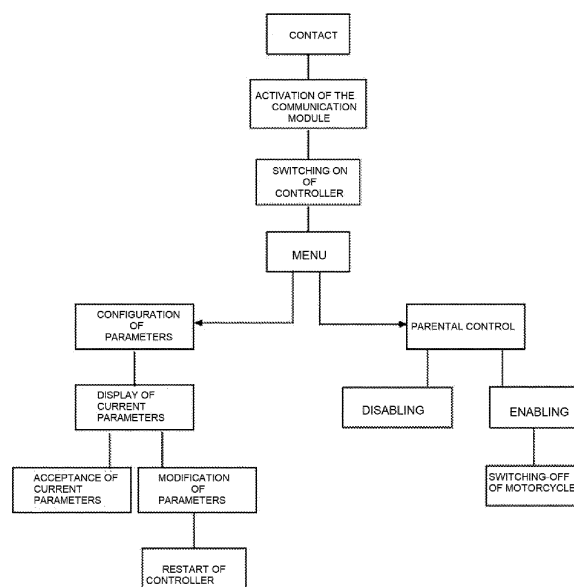 CONTACT
ACTIVATION OF THE
COMMUNICATION
MODULE
SWITCHING ON
OF
CONTROLLER
MENU
CONFIGURATION
OF
PARAMETERS
PARENTAL CONTROL
DISPLAY OF
CURRENT
PARAMETERS
DISABLING
ENABLING
ACCEPTANCE OF
CURRENT
PARAMETERS
MODIFICATION
OF
PARAMETERS
SWITCHING-OFF
OF MOTORCYCLE
RESTART OF
CONTROLLER